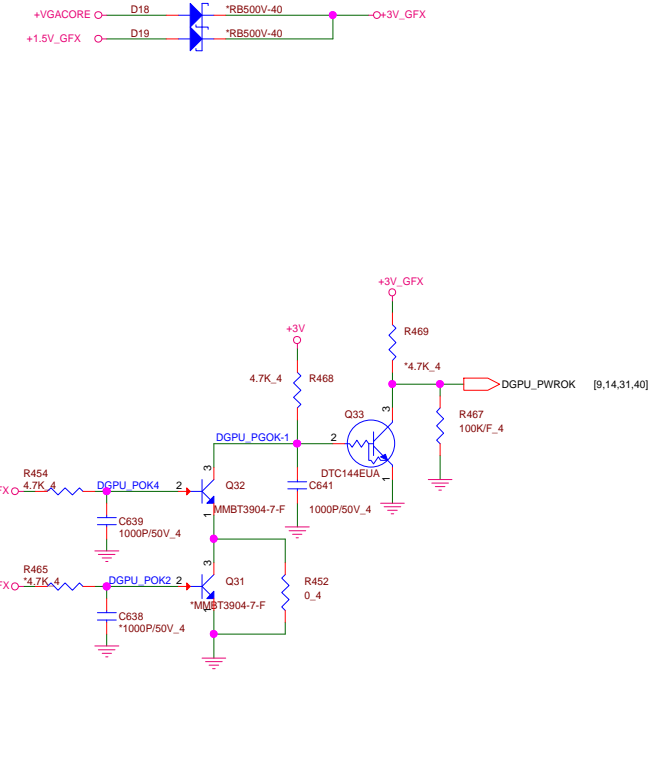 +VGACORE D18 *RB500V-40 +3V_GFX
+1.5V_GFX D19 *RB500V-40
+3V_GFX
+3V
R469
*4.7K_4
4.7K_4 R468
DGPU_PWROK [9,14,31,40]
Q33
3
R467
100K/F_4
DGPU_PGOK-1 2
DTC144EUA
1
R454
4.7K_4
3
Q32
C641
FX DGPU_POK4 2
MMBT3904-7-F
1000P/50V_4
1
C639
1000P/50V_4
R465
*4.7K_4
3
Q31
R452
0_4
FX DGPU_POK2 2
*MMBT3904-7-F
1
C638
*1000P/50V_4